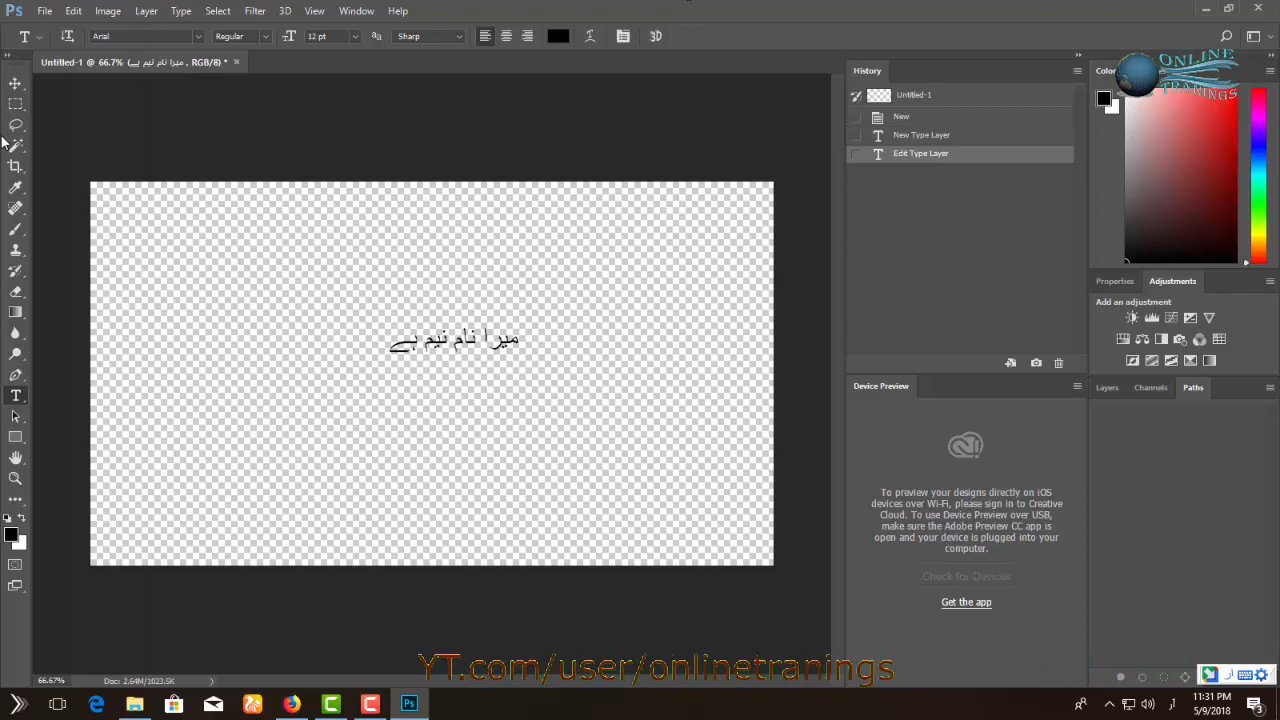 Ps File Edit Image Layer Type Select Filter 3D View Window Help
T Arial Regular 12 pt Sharp 3D
Untitled-1 @ 66.7% (میرا نام نیم ہے , RGB/8) *
ONLINE
TRANINGS
History
Untitled-1
New
New Type Layer
Edit Type Layer
میرا نام نیم ہے
Color
Properties Adjustments
Add an adjustment
Layers Channels Paths
Device Preview
To preview your designs directly on iOS
devices over Wi-Fi, please sign in to Creative
Cloud. To use Device Preview over USB,
make sure the Adobe Preview CC app is
open and your device is plugged into your
computer.
Check for Devices
Get the app
YT.com/user/onlinetranings
66.67% Doc: 2.64M/1023.5K
Ps
11:31 PM
5/9/2018